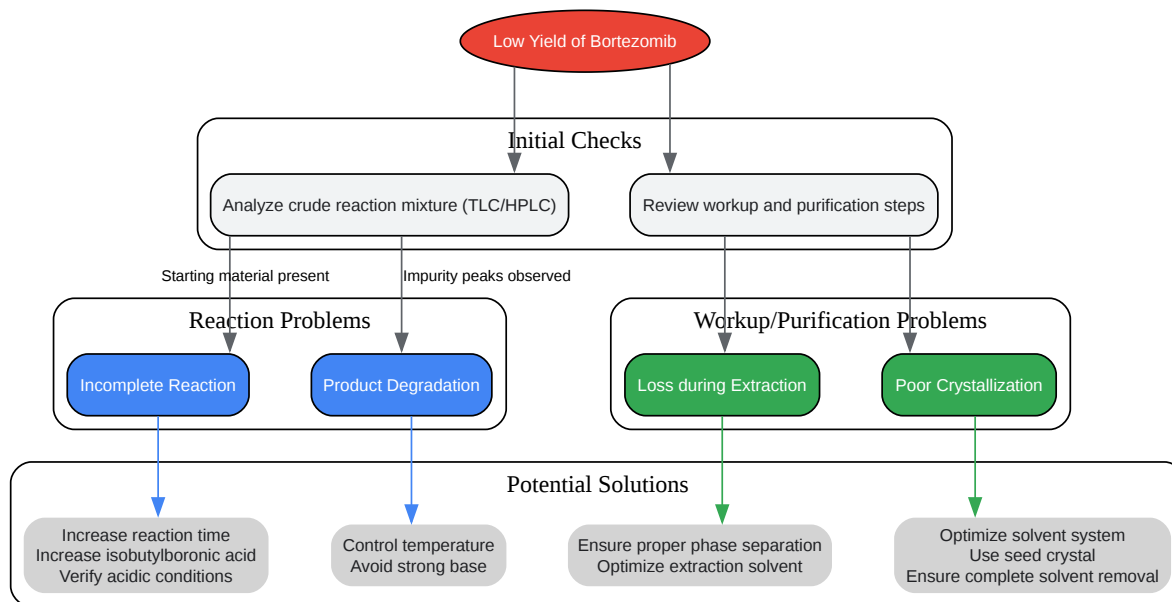 Low Yield of Bortezomib
Initial Checks
Analyze crude reaction mixture (TLC/HPLC)
Review workup and purification steps
Starting material present
Impurity peaks observed
Reaction Problems
Workup/Purification Problems
Incomplete Reaction
Product Degradation
Loss during Extraction
Poor Crystallization
Potential Solutions
Increase reaction time
Increase isobutylboronic acid
Verify acidic conditions
Control temperature
Avoid strong base
Ensure proper phase separation
Optimize extraction solvent
Optimize solvent system
Use seed crystal
Ensure complete solvent removal